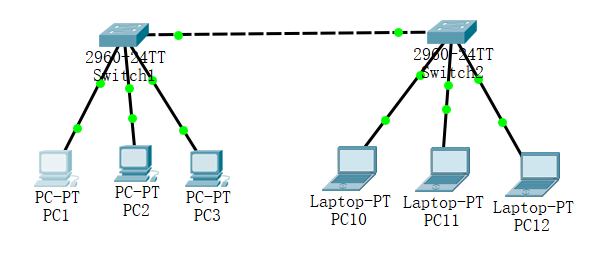 2960-24TT
Switch1
2960-24TT
Switch2
PC-PT
PC1
PC-PT
PC2
PC-PT
PC3
Laptop-PT
PC10
Laptop-PT
PC11
Laptop-PT
PC12